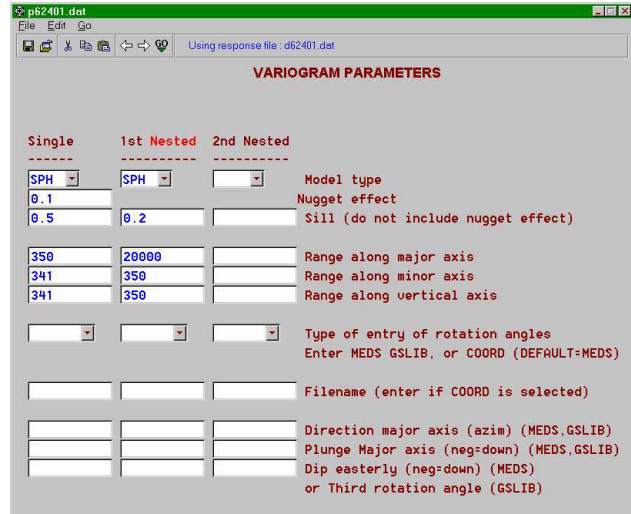 p62401.dat
File Edit Go
GO Using response file : d62401.dat
VARIOGRAM PARAMETERS
Single 1st Nested 2nd Nested
------ ---------- ----------
SPH SPH Model type
0.1 Nugget effect
0.5 0.2 Sill (do not include nugget effect)
350 20000 Range along major axis
341 350 Range along minor axis
341 350 Range along vertical axis
Type of entry of rotation angles
Enter MEDS GSLIB, or COORD (DEFAULT=MEDS)
Filename (enter if COORD is selected)
Direction major axis (azim) (MEDS,GSLIB)
Plunge Major axis (neg=down) (MEDS,GSLIB)
Dip easterly (neg=down) (MEDS)
or Third rotation angle (GSLIB)